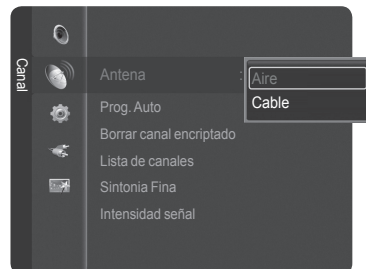 Canal
Antena : Aire
Cable
Prog. Auto
Borrar canal encriptado
Lista de canales
Sintonia Fina
Intensidad señal